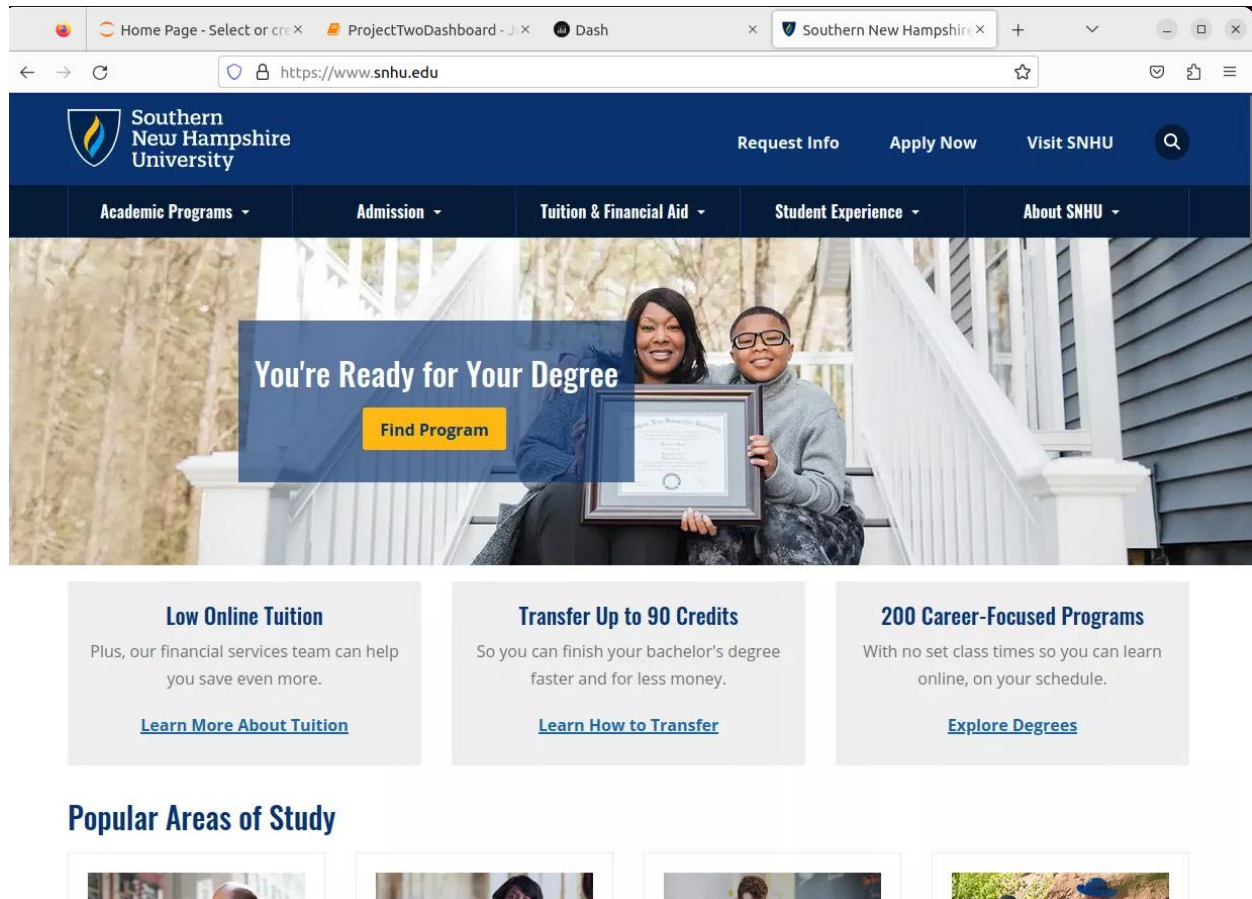 Home Page - Select or cre
ProjectTwoDashboard - J
Dash
Southern New Hampshire
https://www.snhu.edu
Southern
New Hampshire
University
Request Info
Apply Now
Visit SNHU
Academic Programs
Admission
Tuition & Financial Aid
Student Experience
About SNHU
You're Ready for Your Degree
Find Program
Low Online Tuition
Plus, our financial services team can help
you save even more.
Learn More About Tuition
Transfer Up to 90 Credits
So you can finish your bachelor's degree
faster and for less money.
Learn How to Transfer
200 Career-Focused Programs
With no set class times so you can learn
online, on your schedule.
Explore Degrees
Popular Areas of Study